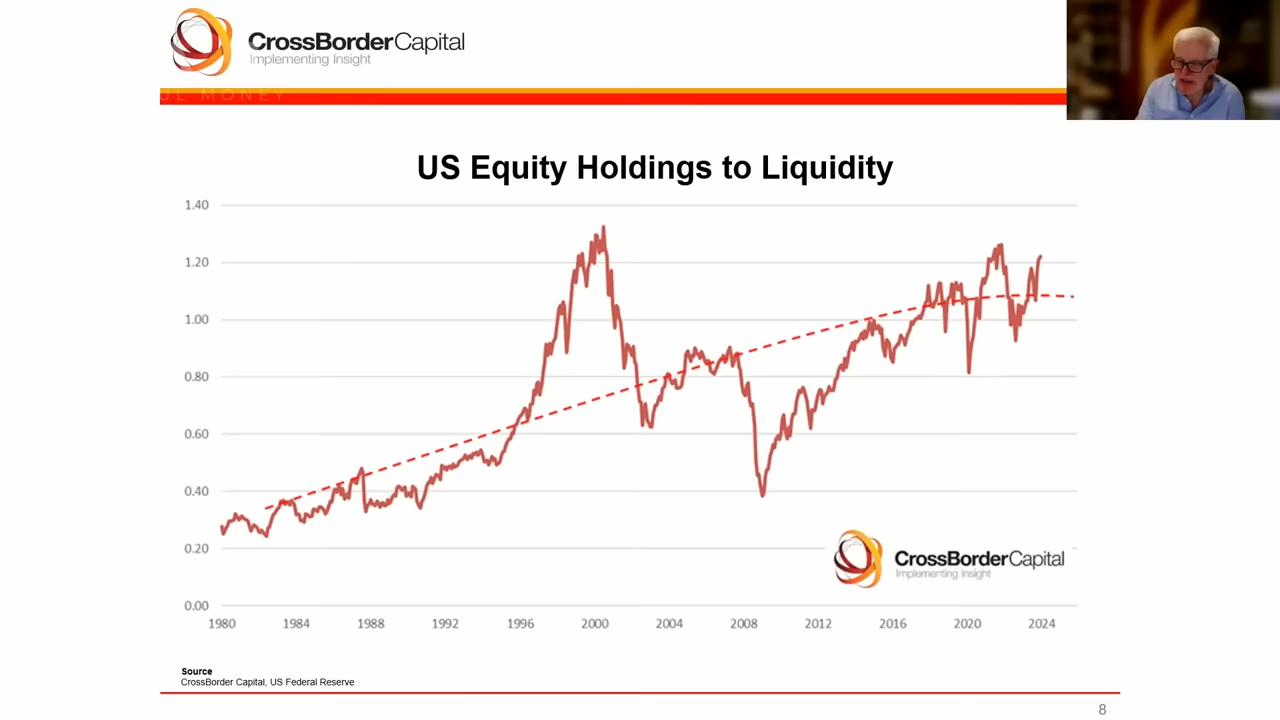 CrossBorderCapital
Implementing Insight
UL MONEY
US Equity Holdings to Liquidity
1.40
1.20
1.00
0.80
0.60
0.40
0.20
0.00
1980 1984 1988 1992 1996 2000 2004 2008 2012 2016 2020 2024
CrossBorderCapital
Implementing Insight
Source
CrossBorder Capital, US Federal Reserve
8